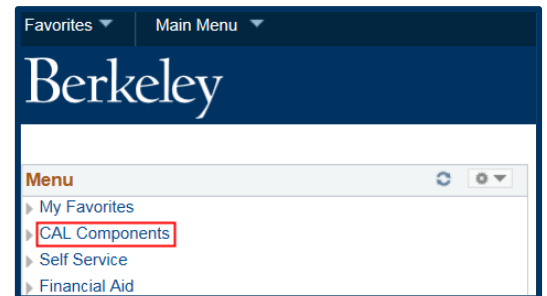 Favorites Main Menu
Berkeley
Menu
My Favorites
CAL Components
Self Service
Financial Aid